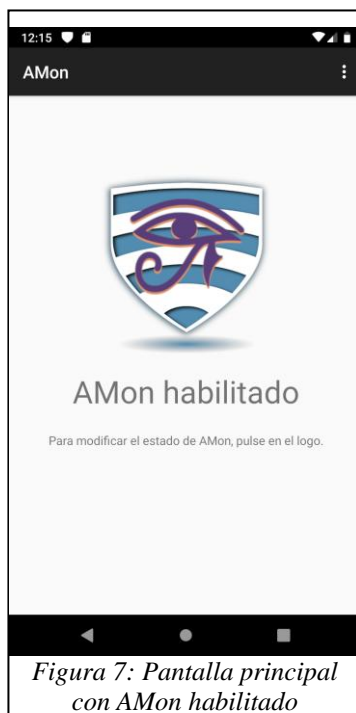 12:15
AMon
AMon habilitado
Para modificar el estado de AMon, pulse en el logo.
Figura 7: Pantalla principal
con AMon habilitado